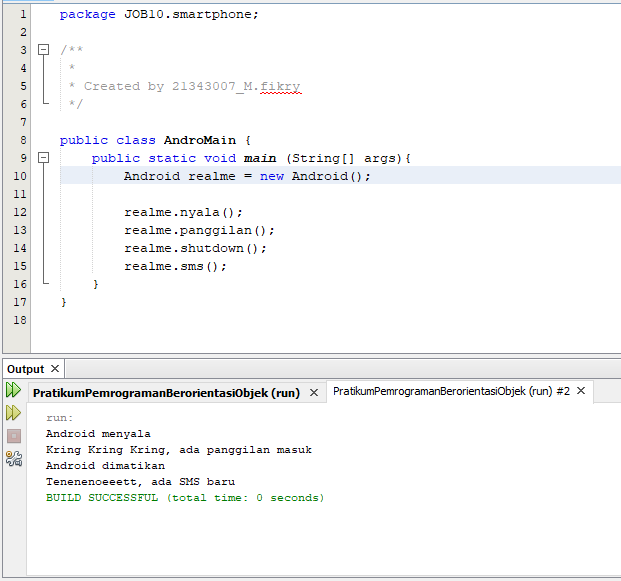 1 package JOB10.smartphone;
2
3 /**
4 *
5 * Created by 21343007_M.fikry
6 */
7
8 public class AndroMain {
9 public static void main (String[] args){
10 Android realme = new Android();
11
12 realme.nyala();
13 realme.panggilan();
14 realme.shutdown();
15 realme.sms();
16 }
17 }
18
Output ×
PratikumPemrogramanBerorientasiObjek (run) × PratikumPemrogramanBerorientasiObjek (run) #2 ×
run:
Android menyala
Kring Kring Kring, ada panggilan masuk
Android dimatikan
Tenenenoeeett, ada SMS baru
BUILD SUCCESSFUL (total time: 0 seconds)